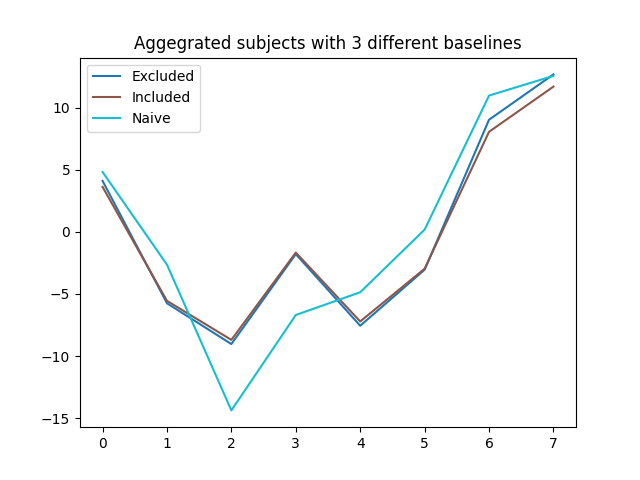 Aggegrated subjects with 3 different baselines
Excluded
Included
Naive
10
5
0
−5
−10
−15
0 1 2 3 4 5 6 7